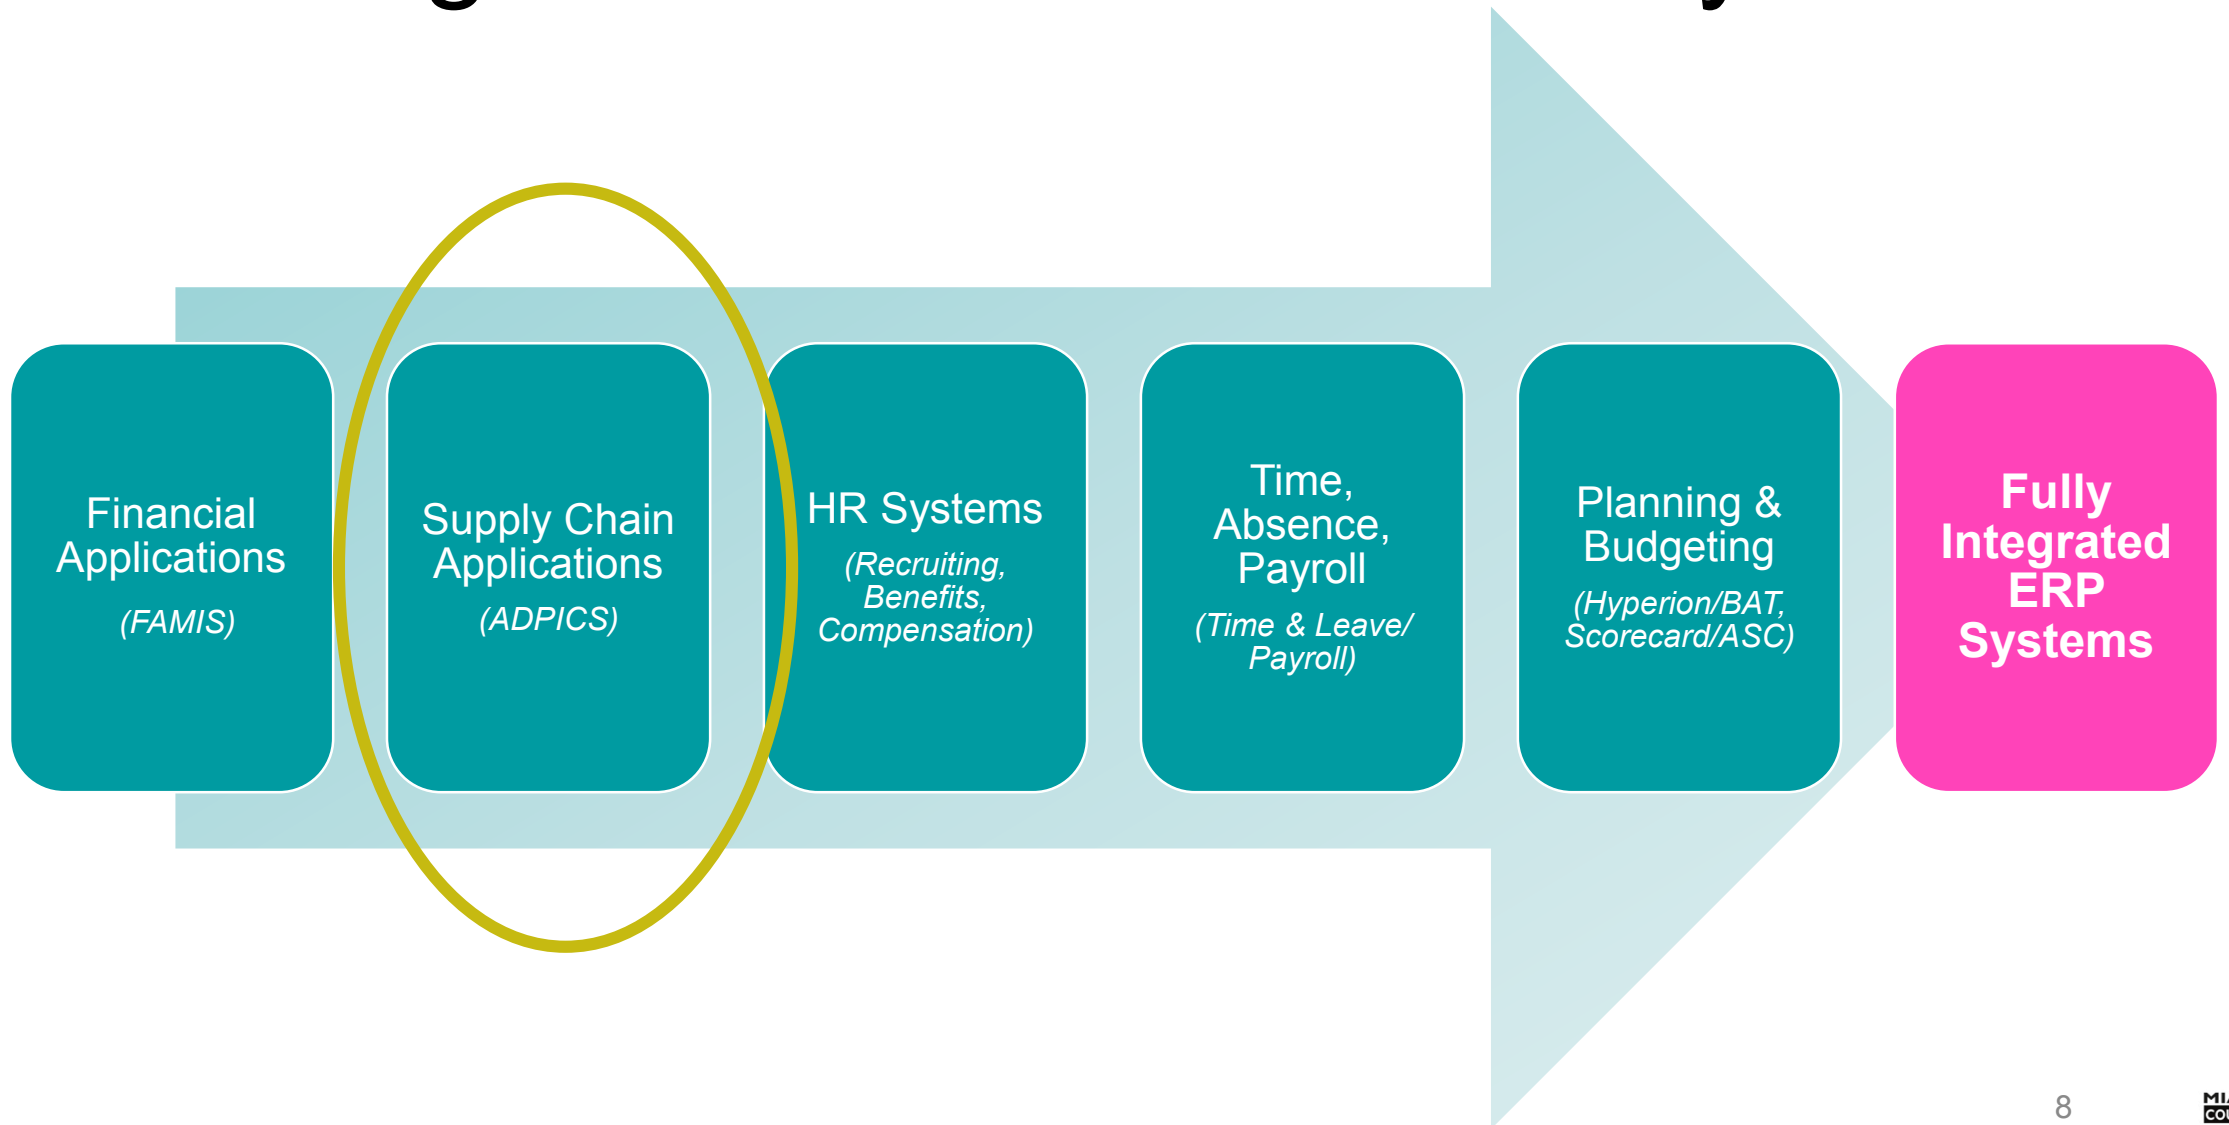 Financial
Applications
(FAMIS)
Supply Chain
Applications
(ADPICS)
HR Systems
(Recruiting,
Benefits,
Compensation)
Time,
Absence,
Payroll
(Time & Leave/
Payroll)
Planning &
Budgeting
(Hyperion/BAT,
Scorecard/ASC)
Fully
Integrated
ERP
Systems
8